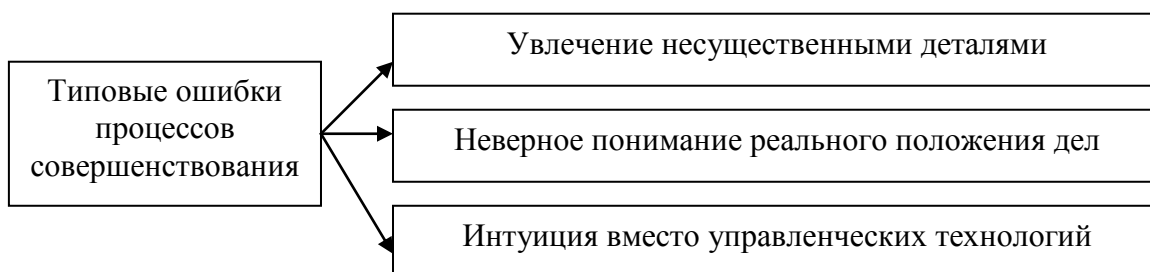 Типовые ошибки
процессов
совершенствования
Увлечение несущественными деталями
Неверное понимание реального положения дел
Интуиция вместо управленческих технологий